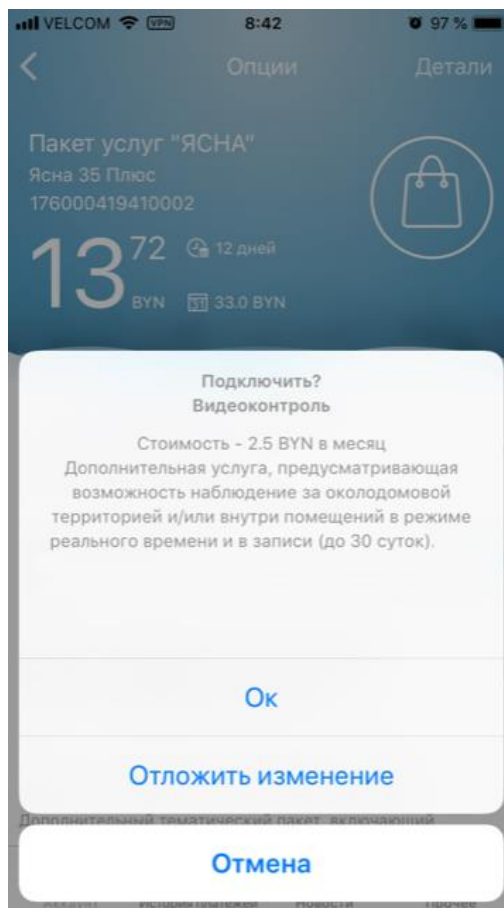 VELCOM VPN 8:42 97 %
Опции Детали
Пакет услуг "ЯСНА"
Ясна 35 Плюс
176000419410002
13 72 BYN
12 дней
33.0 BYN
Подключить?
Видеоконтроль
Стоимость - 2.5 BYN в месяц
Дополнительная услуга, предусматривающая
возможность наблюдение за околодомовой
территорией и/или внутри помещений в режиме
реального времени и в записи (до 30 суток).
Ок
Отложить изменение
Дополнительный тематический пакет, включающий
Отмена
Аккаунт История платежей Новости Прочее